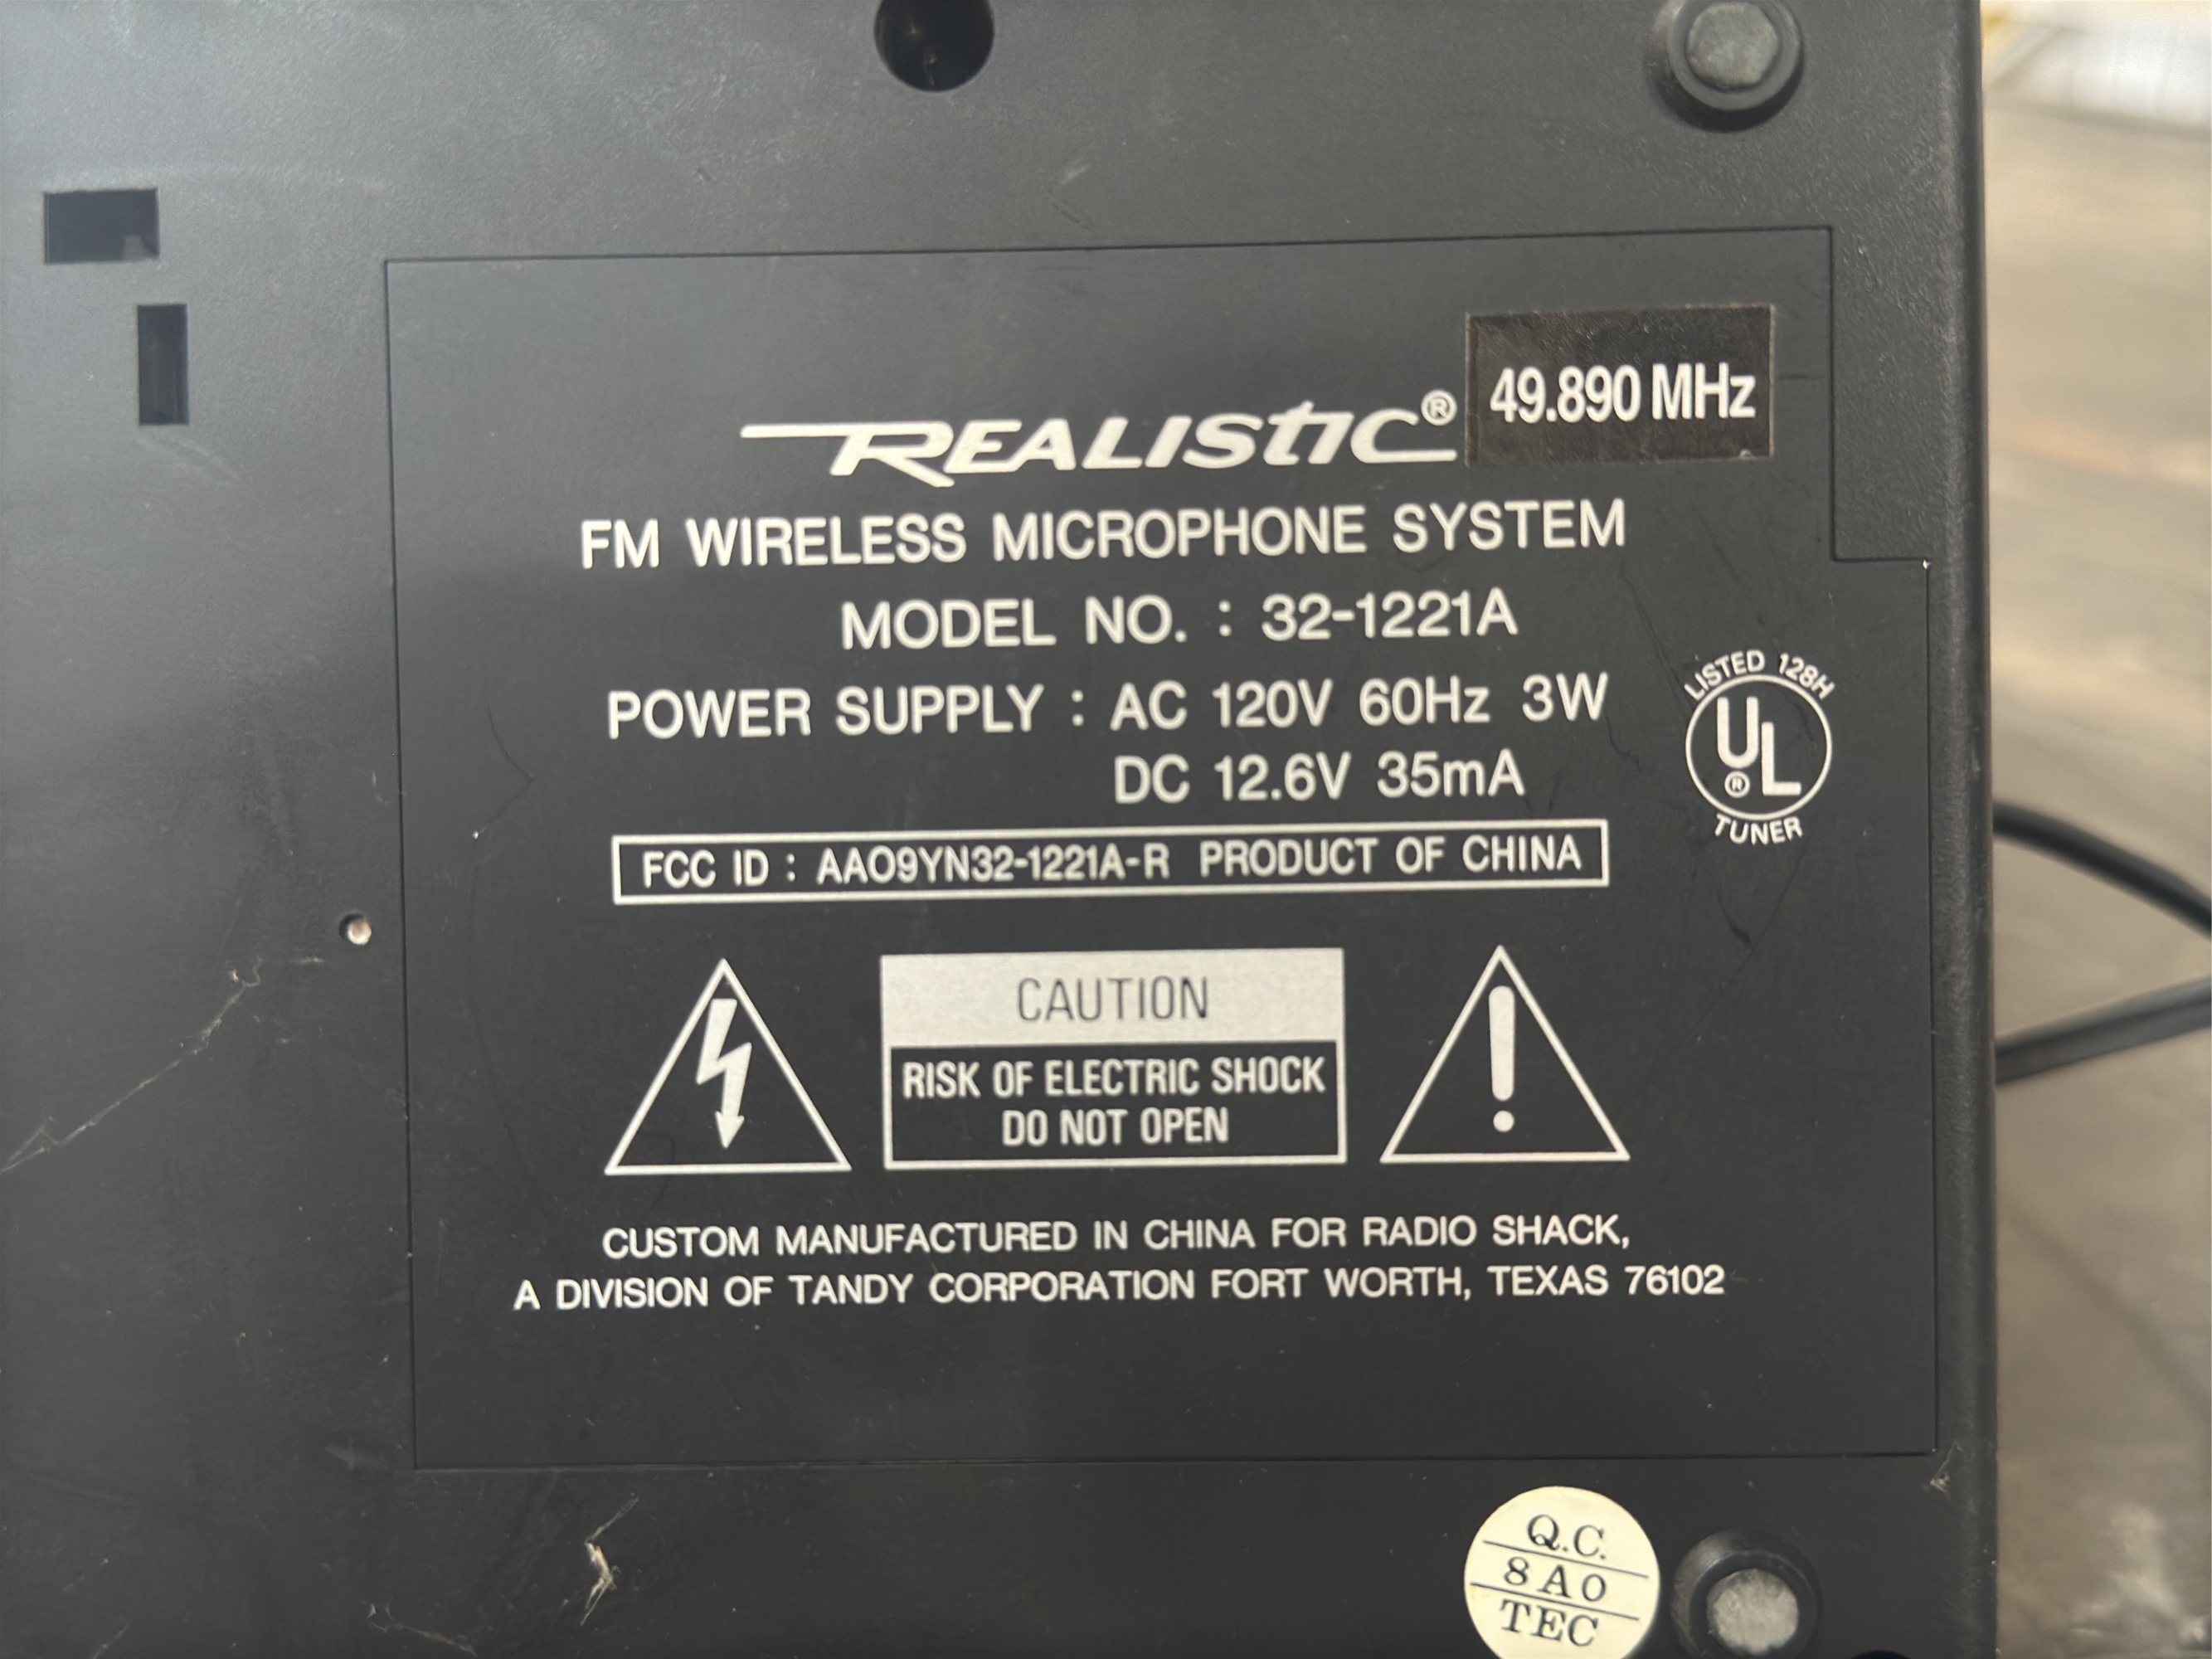 REALISTIC® 49.890 MHz
FM WIRELESS MICROPHONE SYSTEM
MODEL NO. : 32-1221A
POWER SUPPLY : AC 120V 60Hz 3W
DC 12.6V 35mA
LISTED 128H
UL
®
TUNER
FCC ID : AAO9YN32-1221A-R PRODUCT OF CHINA
CAUTION
RISK OF ELECTRIC SHOCK
DO NOT OPEN
CUSTOM MANUFACTURED IN CHINA FOR RADIO SHACK,
A DIVISION OF TANDY CORPORATION FORT WORTH, TEXAS 76102
Q.C.
8A0
TEC